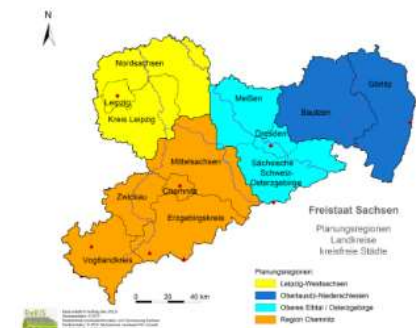 N
Nordsachsen
Görlitz
Meißen
Leipzig
Bautzen
Kreis Leipzig
Dresden
Mittelsachsen
Sächsische
Schweiz-
Osterzgebirge
Chemnitz
Zwickau
Erzgebirgskreis
Freistaat Sachsen
Vogtlandkreis
Planungsregionen
Landkreise
kreisfreie Städte
Planungsregionen
Leipzig-Westsachsen
Oberlausitz-Niederschlesien
Oberes Elbtal / Osterzgebirge
Region Chemnitz
0 20 40 km